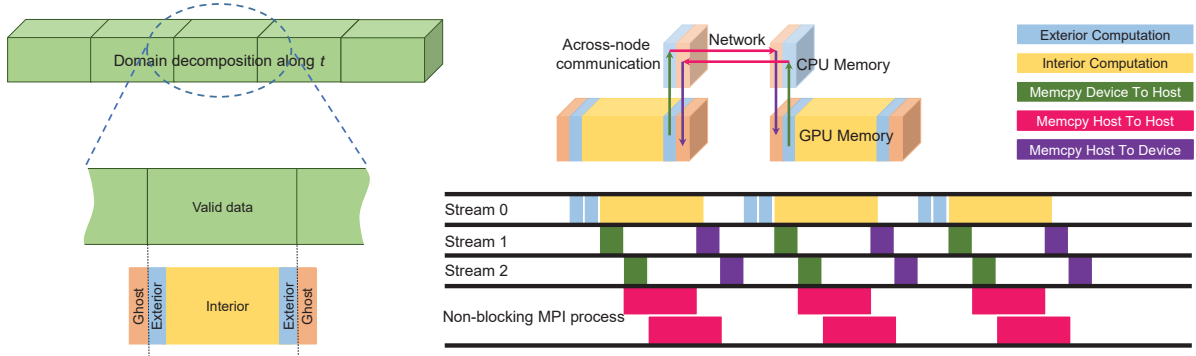 Domain decomposition along t
Valid data
Ghost
Exterior
Interior
Exterior
Ghost
Across-node
communication
Network
CPU Memory
GPU Memory
Exterior Computation
Interior Computation
Memcpy Device To Host
Memcpy Host To Host
Memcpy Host To Device
Stream 0
Stream 1
Stream 2
Non-blocking MPI process